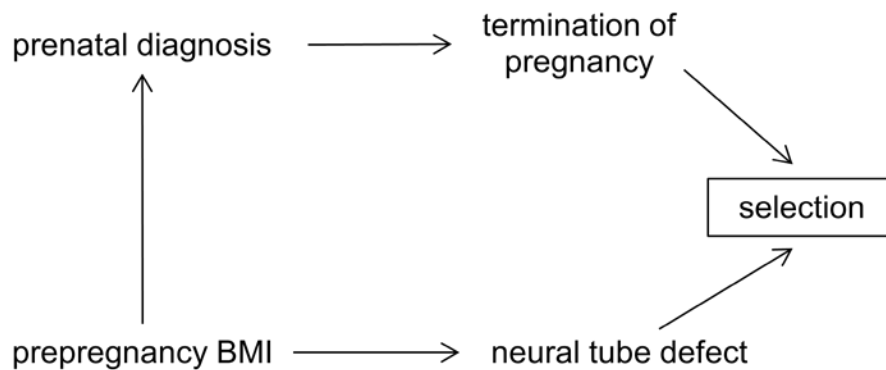 prenatal diagnosis
termination of
pregnancy
selection
prepregnancy BMI
neural tube defect